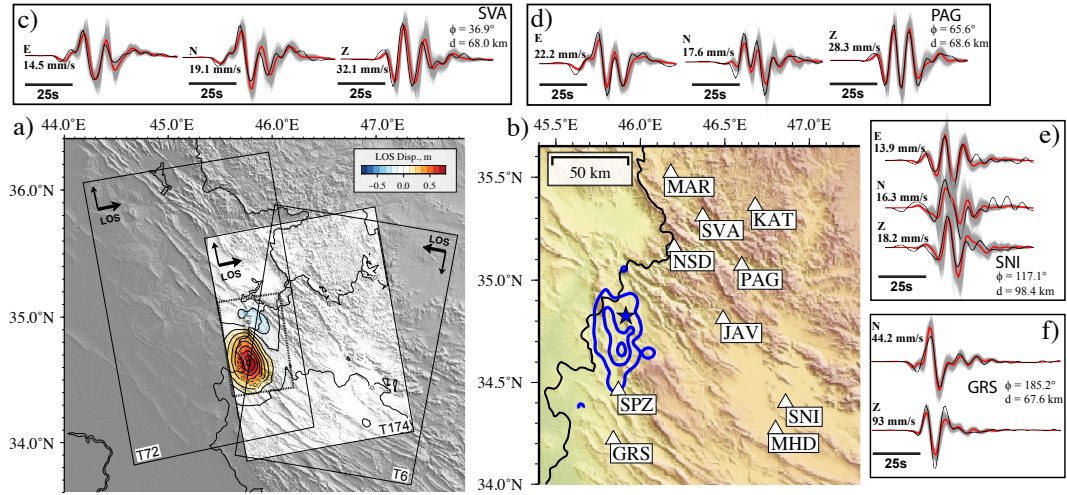 c)
SVA
ϕ = 36.9°
d = 68.0 km
E
14.5 mm/s
N
19.1 mm/s
Z
32.1 mm/s
25s
25s
25s
d)
PAG
ϕ = 65.6°
d = 68.6 km
E
22.2 mm/s
N
17.6 mm/s
Z
28.3 mm/s
25s
25s
25s
a)
44.0°E
45.0°E
46.0°E
47.0°E
36.0°N
35.0°N
34.0°N
LOS Disp., m
−0.5
0.0
0.5
LOS
LOS
LOS
T72
T174
T6
b)
45.5°E
46.0°E
46.5°E
47.0°E
35.5°N
35.0°N
34.5°N
34.0°N
50 km
MAR
KAT
SVA
NSD
PAG
JAV
SPZ
SNI
GRS
MHD
e)
E
13.9 mm/s
N
16.3 mm/s
Z
18.2 mm/s
25s
SNI
ϕ = 117.1°
d = 98.4 km
f)
N
44.2 mm/s
GRS
ϕ = 185.2°
d = 67.6 km
Z
93 mm/s
25s